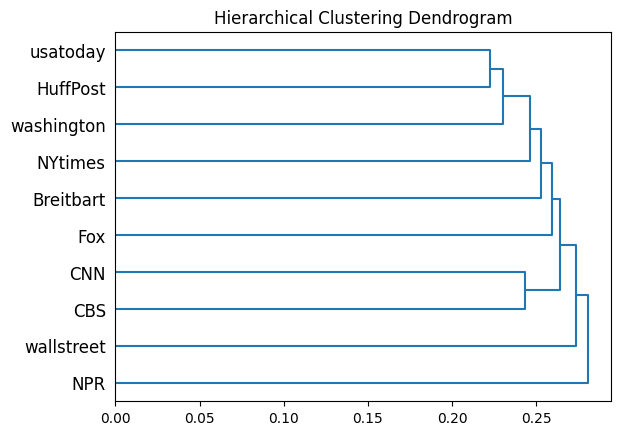 Hierarchical Clustering Dendrogram
usatoday
HuffPost
washington
NYtimes
Breitbart
Fox
CNN
CBS
wallstreet
NPR
0.00 0.05 0.10 0.15 0.20 0.25